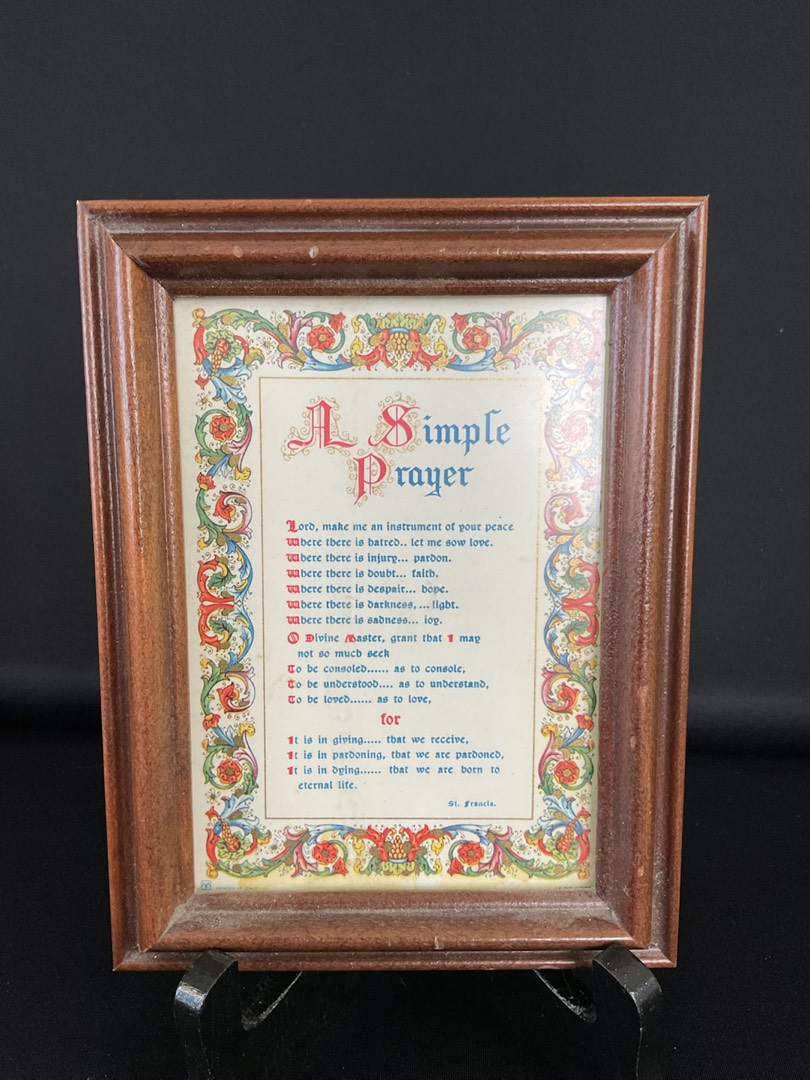 A Simple
Prayer
Lord, make me an instrument of your peace
Where there is hatred.. let me sow love.
Where there is injury... pardon.
Where there is doubt... faith.
Where there is despair... hope.
Where there is darkness, ... light.
Where there is sadness... joy.
O Divine Master, grant that I may
not so much seek
To be consoled...... as to console,
To be understood.... as to understand,
To be loved...... as to love,
for
It is in giving..... that we receive,
It is in pardoning, that we are pardoned,
It is in dying...... that we are born to
eternal life.
St. Francis.